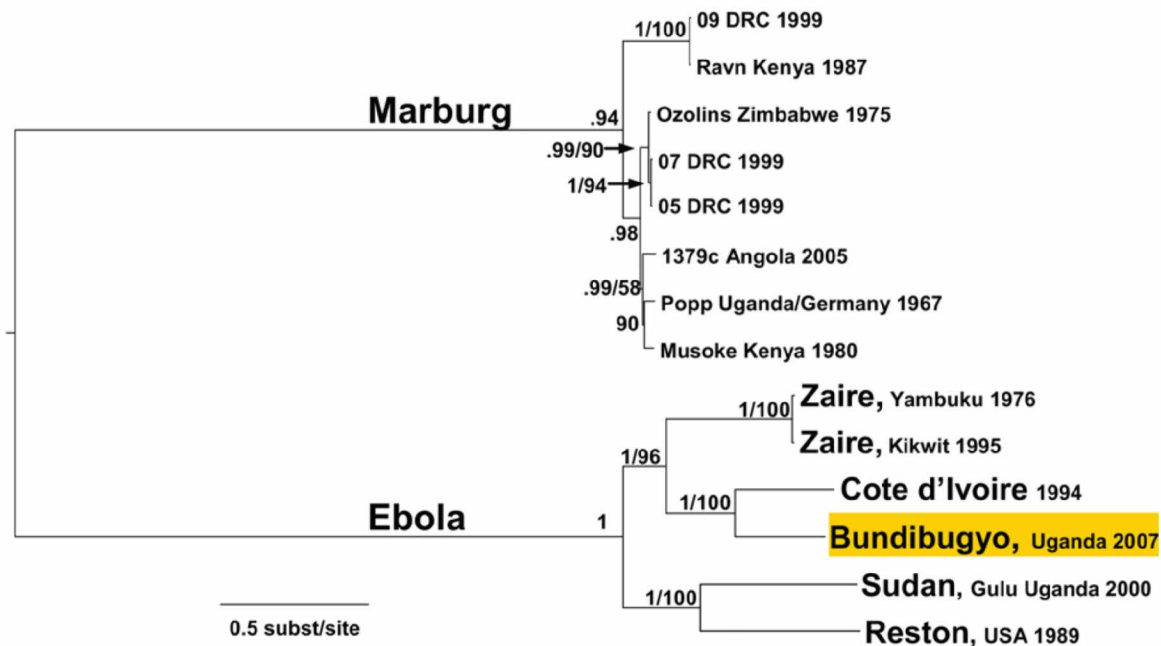 1/100
09 DRC 1999
Ravn Kenya 1987
Marburg
.94
Ozolins Zimbabwe 1975
.99/90
07 DRC 1999
1/94
05 DRC 1999
.98
1379c Angola 2005
.99/58
Popp Uganda/Germany 1967
90
Musoke Kenya 1980
Zaire, Yambuku 1976
1/100
Zaire, Kikwit 1995
1/96
Cote d'Ivoire 1994
1/100
Ebola
1
Bundibugyo, Uganda 2007
Sudan, Gulu Uganda 2000
1/100
0.5 subst/site
Reston, USA 1989